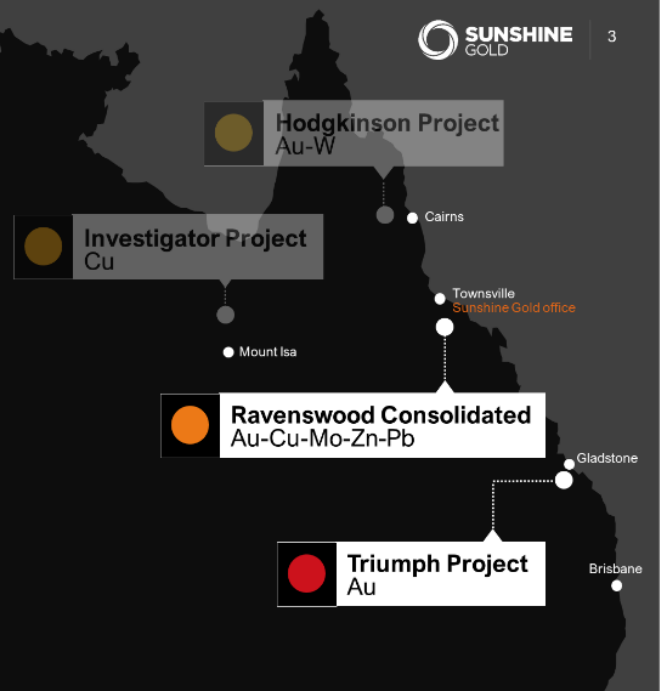 SUNSHINE
GOLD
3
Hodgkinson Project
Au-W
Cairns
Investigator Project
Cu
Townsville
Sunshine Gold office
Mount Isa
Ravenswood Consolidated
Au-Cu-Mo-Zn-Pb
Gladstone
Triumph Project
Au
Brisbane